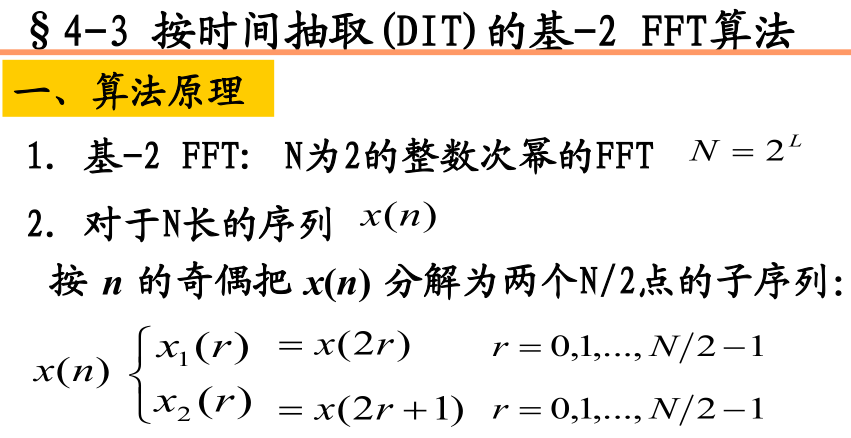 §4-3 按时间抽取(DIT)的基-2 FFT算法
一、算法原理
1. 基-2 FFT： N为2的整数次幂的FFT N = 2^L
2. 对于N长的序列 x(n)
按 n 的奇偶把 x(n) 分解为两个N/2点的子序列：
x(n) { x₁(r) = x(2r) r = 0,1,..., N/2-1
x₂(r) = x(2r+1) r = 0,1,..., N/2-1